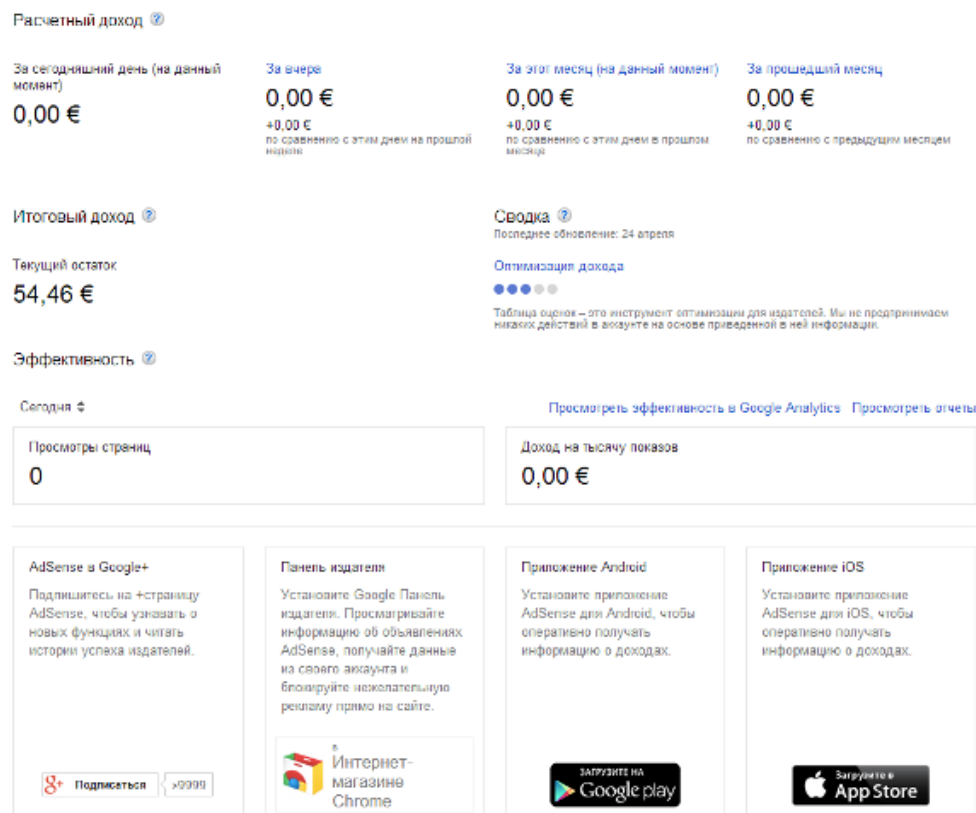 Расчетный доход ?
За сегодняшний день (на данный
момент)
0,00 €
За вчера
0,00 €
+0,00 €
по сравнению с этим днем на прошлой
неделе
За этот месяц (на данный момент)
0,00 €
+0,00 €
по сравнению с этим днем в прошлом
месяце
За прошедший месяц
0,00 €
+0,00 €
по сравнению с предыдущим месяцем
Итоговый доход ?
Текущий остаток
54,46 €
Сводка ?
Последнее обновление: 24 апреля
Оптимизация дохода
Таблица оценок – это инструмент оптимизации для издателей. Мы не предпринимаем
никаких действий в аккаунте на основе приведенной в ней информации.
Эффективность ?
Сегодня
Просмотреть эффективность в Google Analytics Просмотреть отчеты
Просмотры страниц
0
Доход на тысячу показов
0,00 €
AdSense в Google+
Подпишитесь на +страницу
AdSense, чтобы узнавать о
новых функциях и читать
истории успеха издателей.
g+ Подписаться >9999
Панель издателя
Установите Google Панель
издателя. Просматривайте
информацию об объявлениях
AdSense, получайте данные
из своего аккаунта и
блокируйте нежелательную
рекламу прямо на сайте.
в
Интернет-
магазине
Chrome
Приложение Android
Установите приложение
AdSense для Android, чтобы
оперативно получать
информацию о доходах.
ЗАГРУЗИТЕ НА
Google play
Приложение iOS
Установите приложение
AdSense для iOS, чтобы
оперативно получать
информацию о доходах.
Загрузите в
App Store